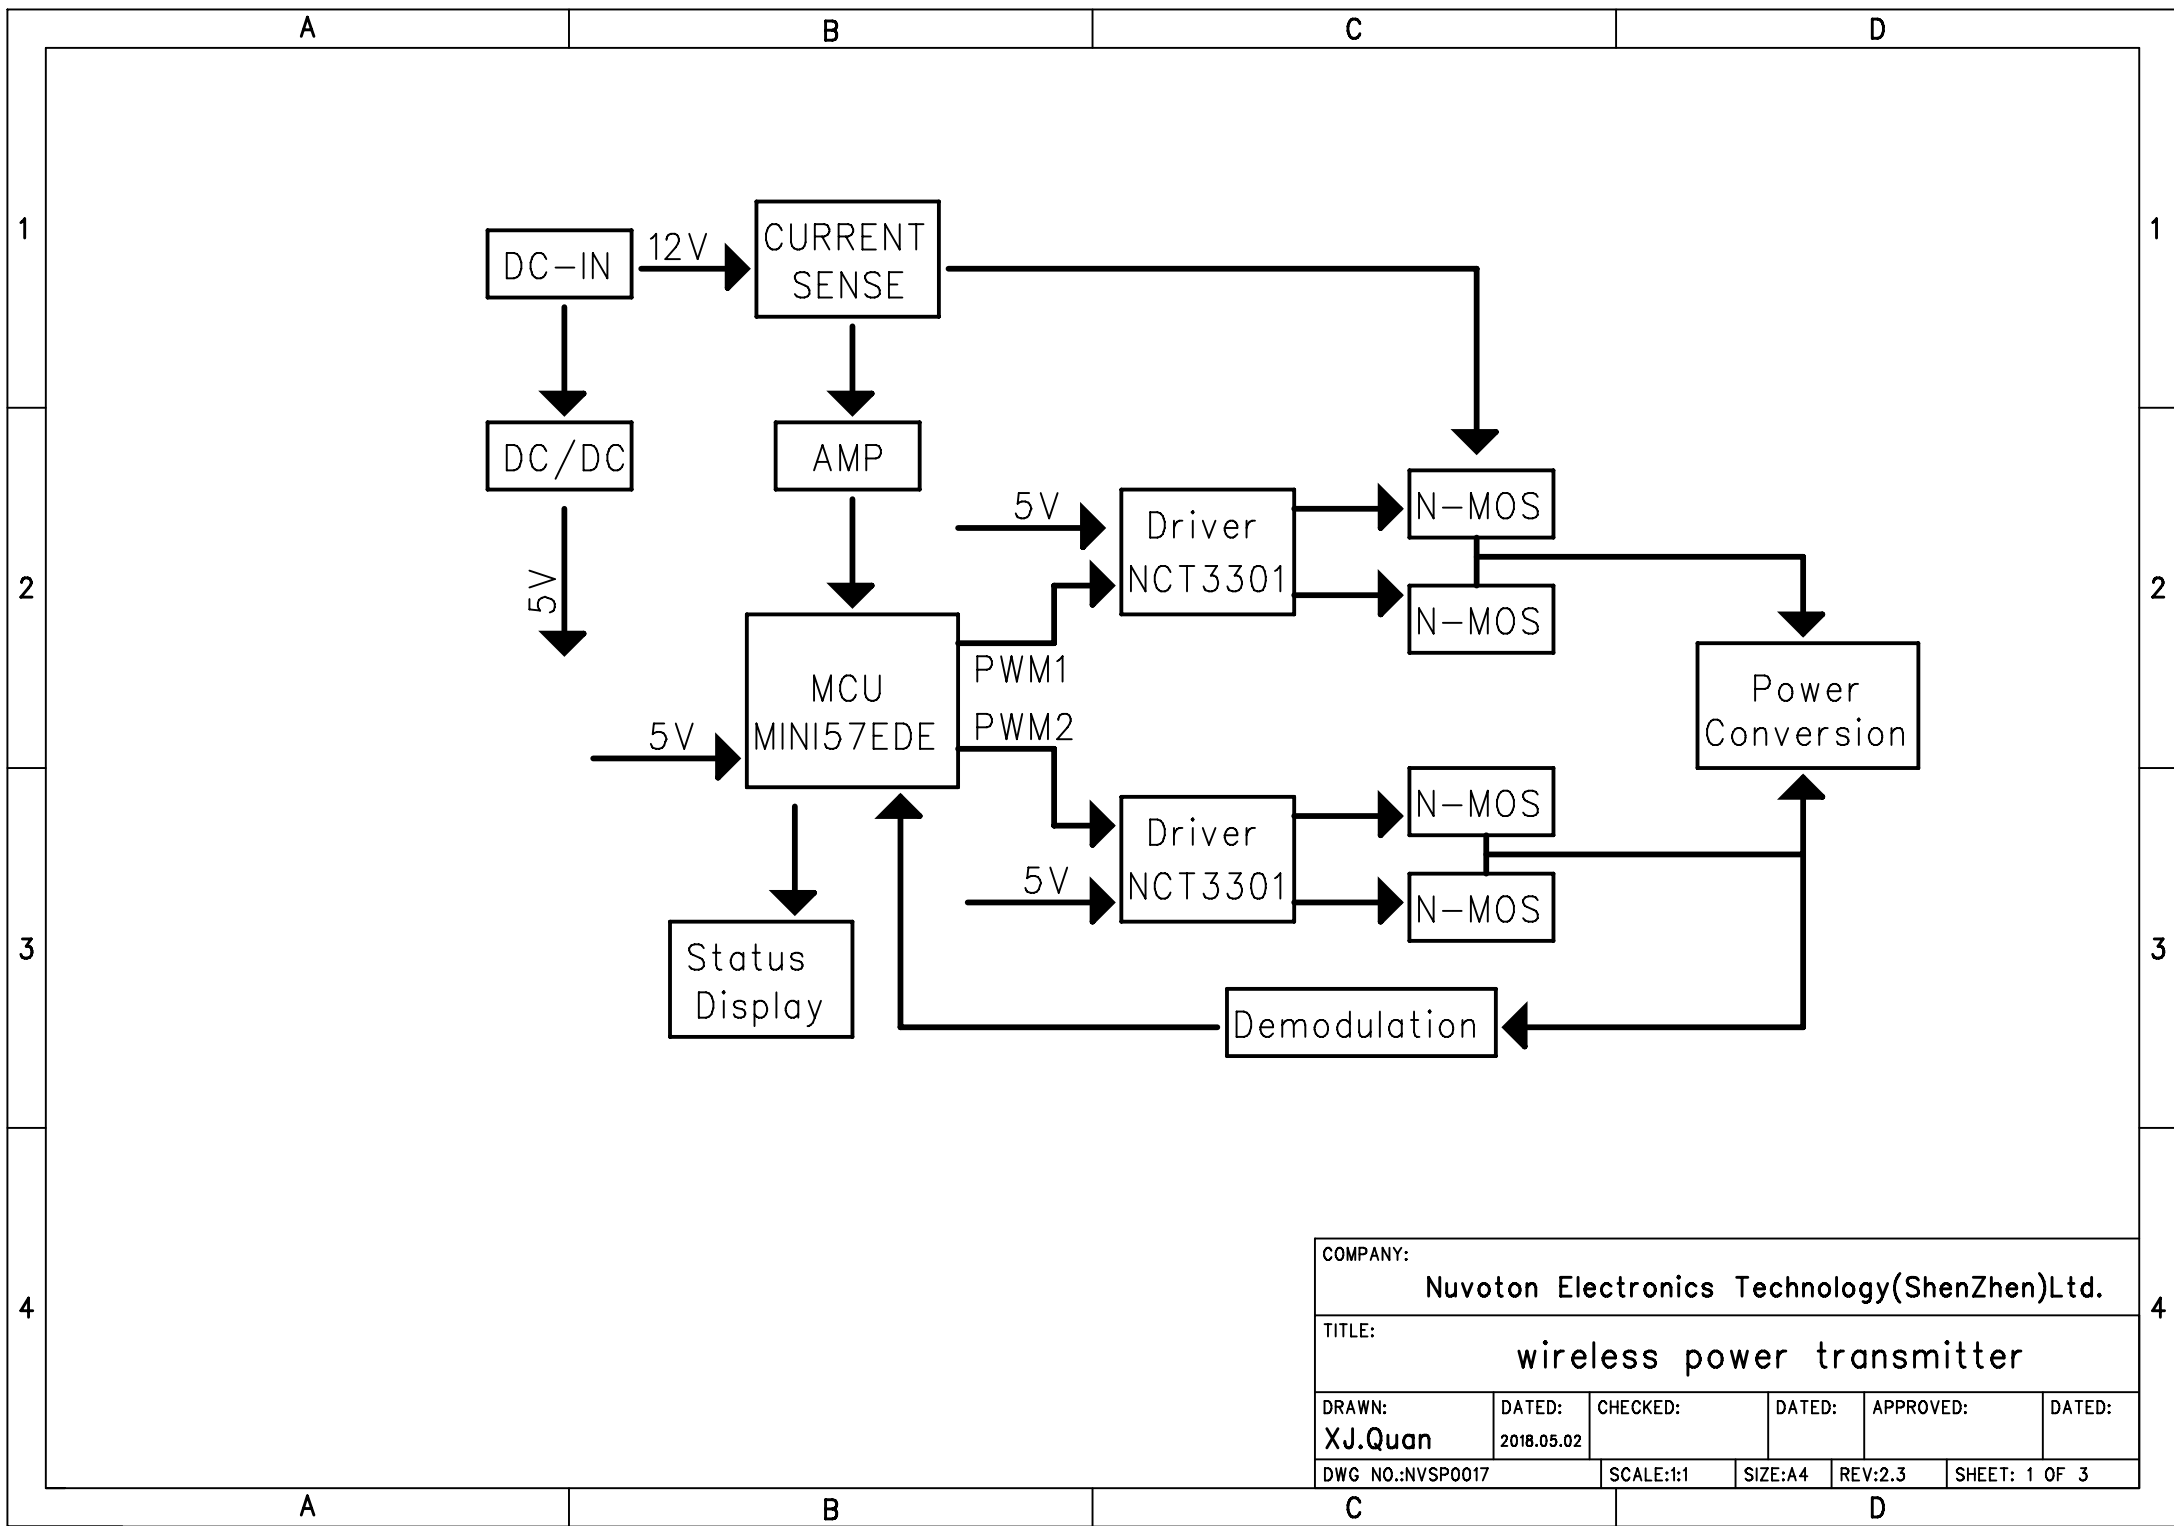 A B C D
1 1
DC-IN
12V
CURRENT
SENSE
DC/DC
AMP
5V
Driver
NCT3301
N-MOS
N-MOS
2 2
5V
PWM1
MCU
MINI57EDE
PWM2
5V
Power
Conversion
Driver
NCT3301
5V
N-MOS
N-MOS
3 3
Status
Display
Demodulation
4 4
COMPANY:
Nuvoton Electronics Technology(ShenZhen)Ltd.
TITLE:
wireless power transmitter
DRAWN: DATED: CHECKED: DATED: APPROVED: DATED:
XJ.Quan 2018.05.02
DWG NO.:NVSP0017 SCALE:1:1 SIZE:A4 REV:2.3 SHEET: 1 OF 3
A B C D